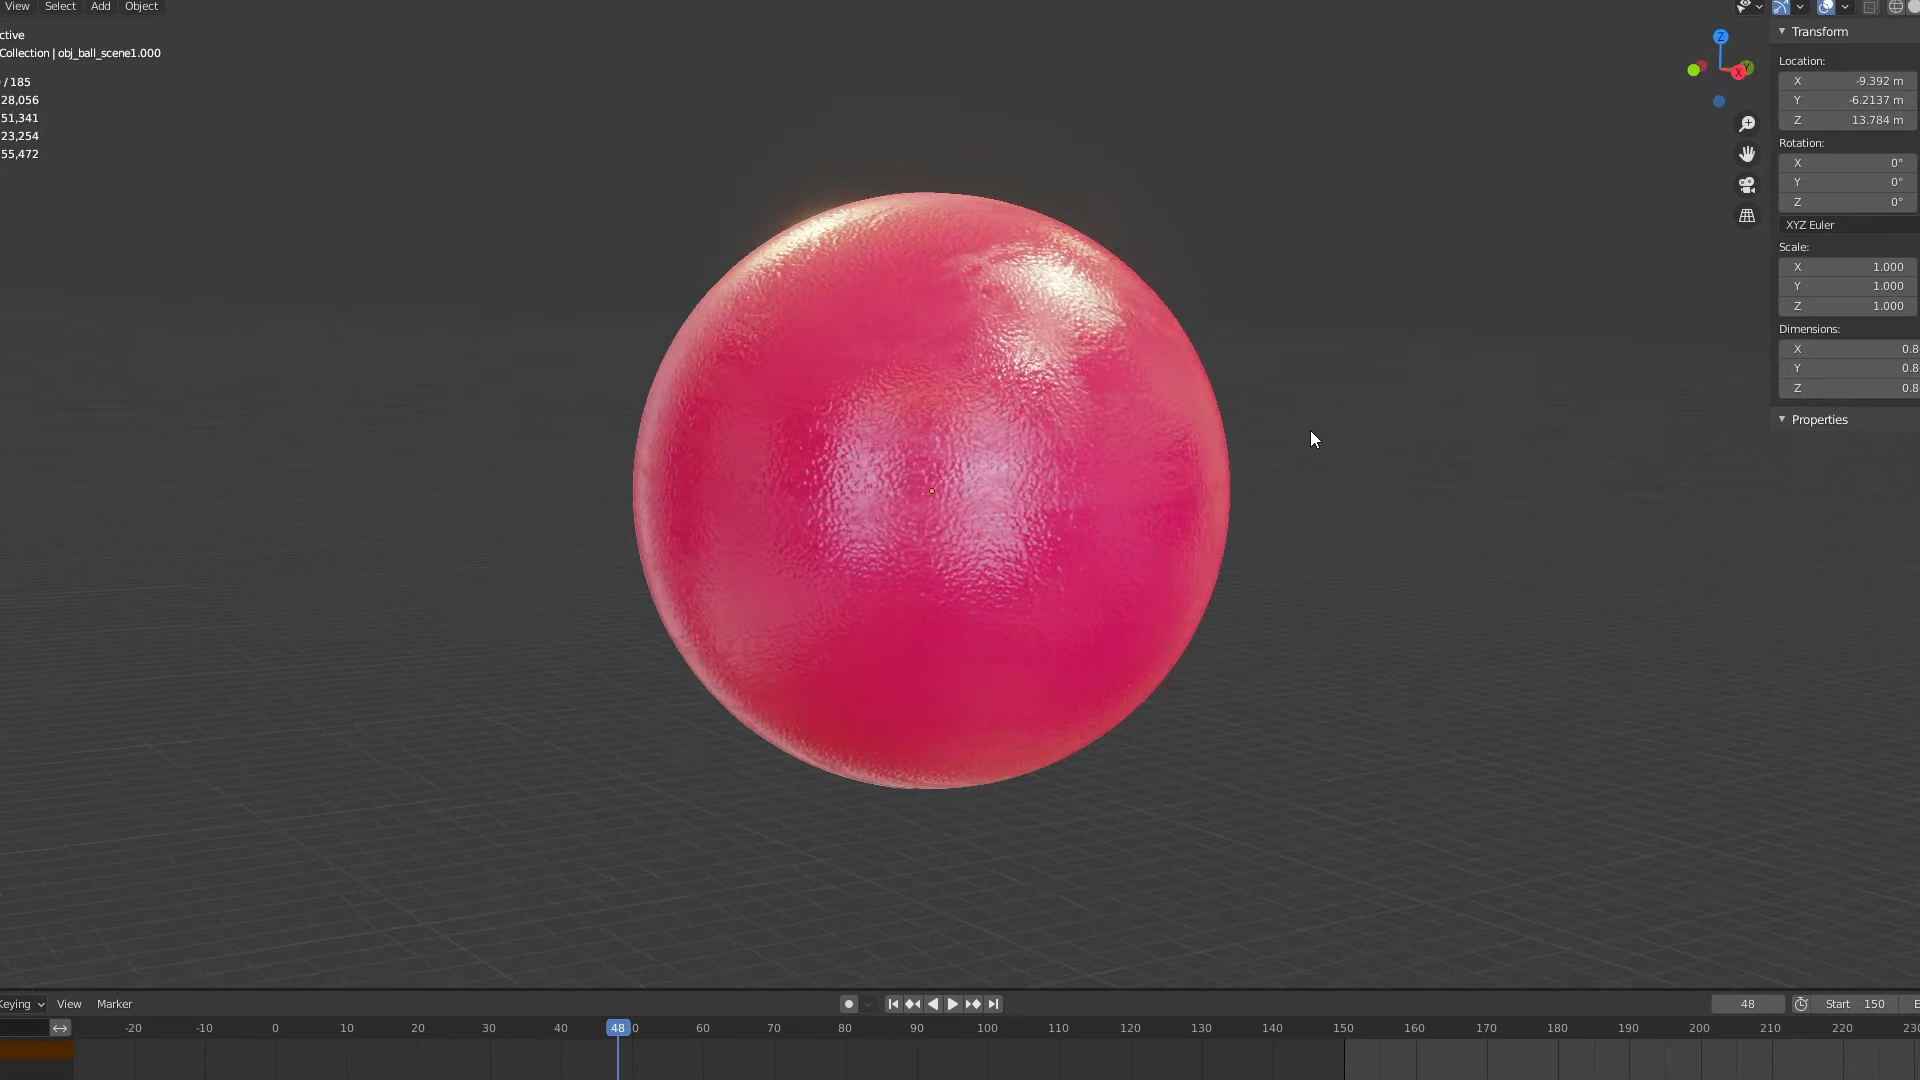 View Select Add Object
ctive
Collection | obj_ball_scene1.000
/ 185
28,056
51,341
23,254
55,472
Z
Y
X
Transform
Location:
X -9.392 m
Y -6.2137 m
Z 13.784 m
Rotation:
X 0°
Y 0°
Z 0°
XYZ Euler
Scale:
X 1.000
Y 1.000
Z 1.000
Dimensions:
X 0.8
Y 0.8
Z 0.8
Properties
Keying View Marker
48 Start 150 E
-20 -10 0 10 20 30 40 48 0 60 70 80 90 100 110 120 130 140 150 160 170 180 190 200 210 220 230